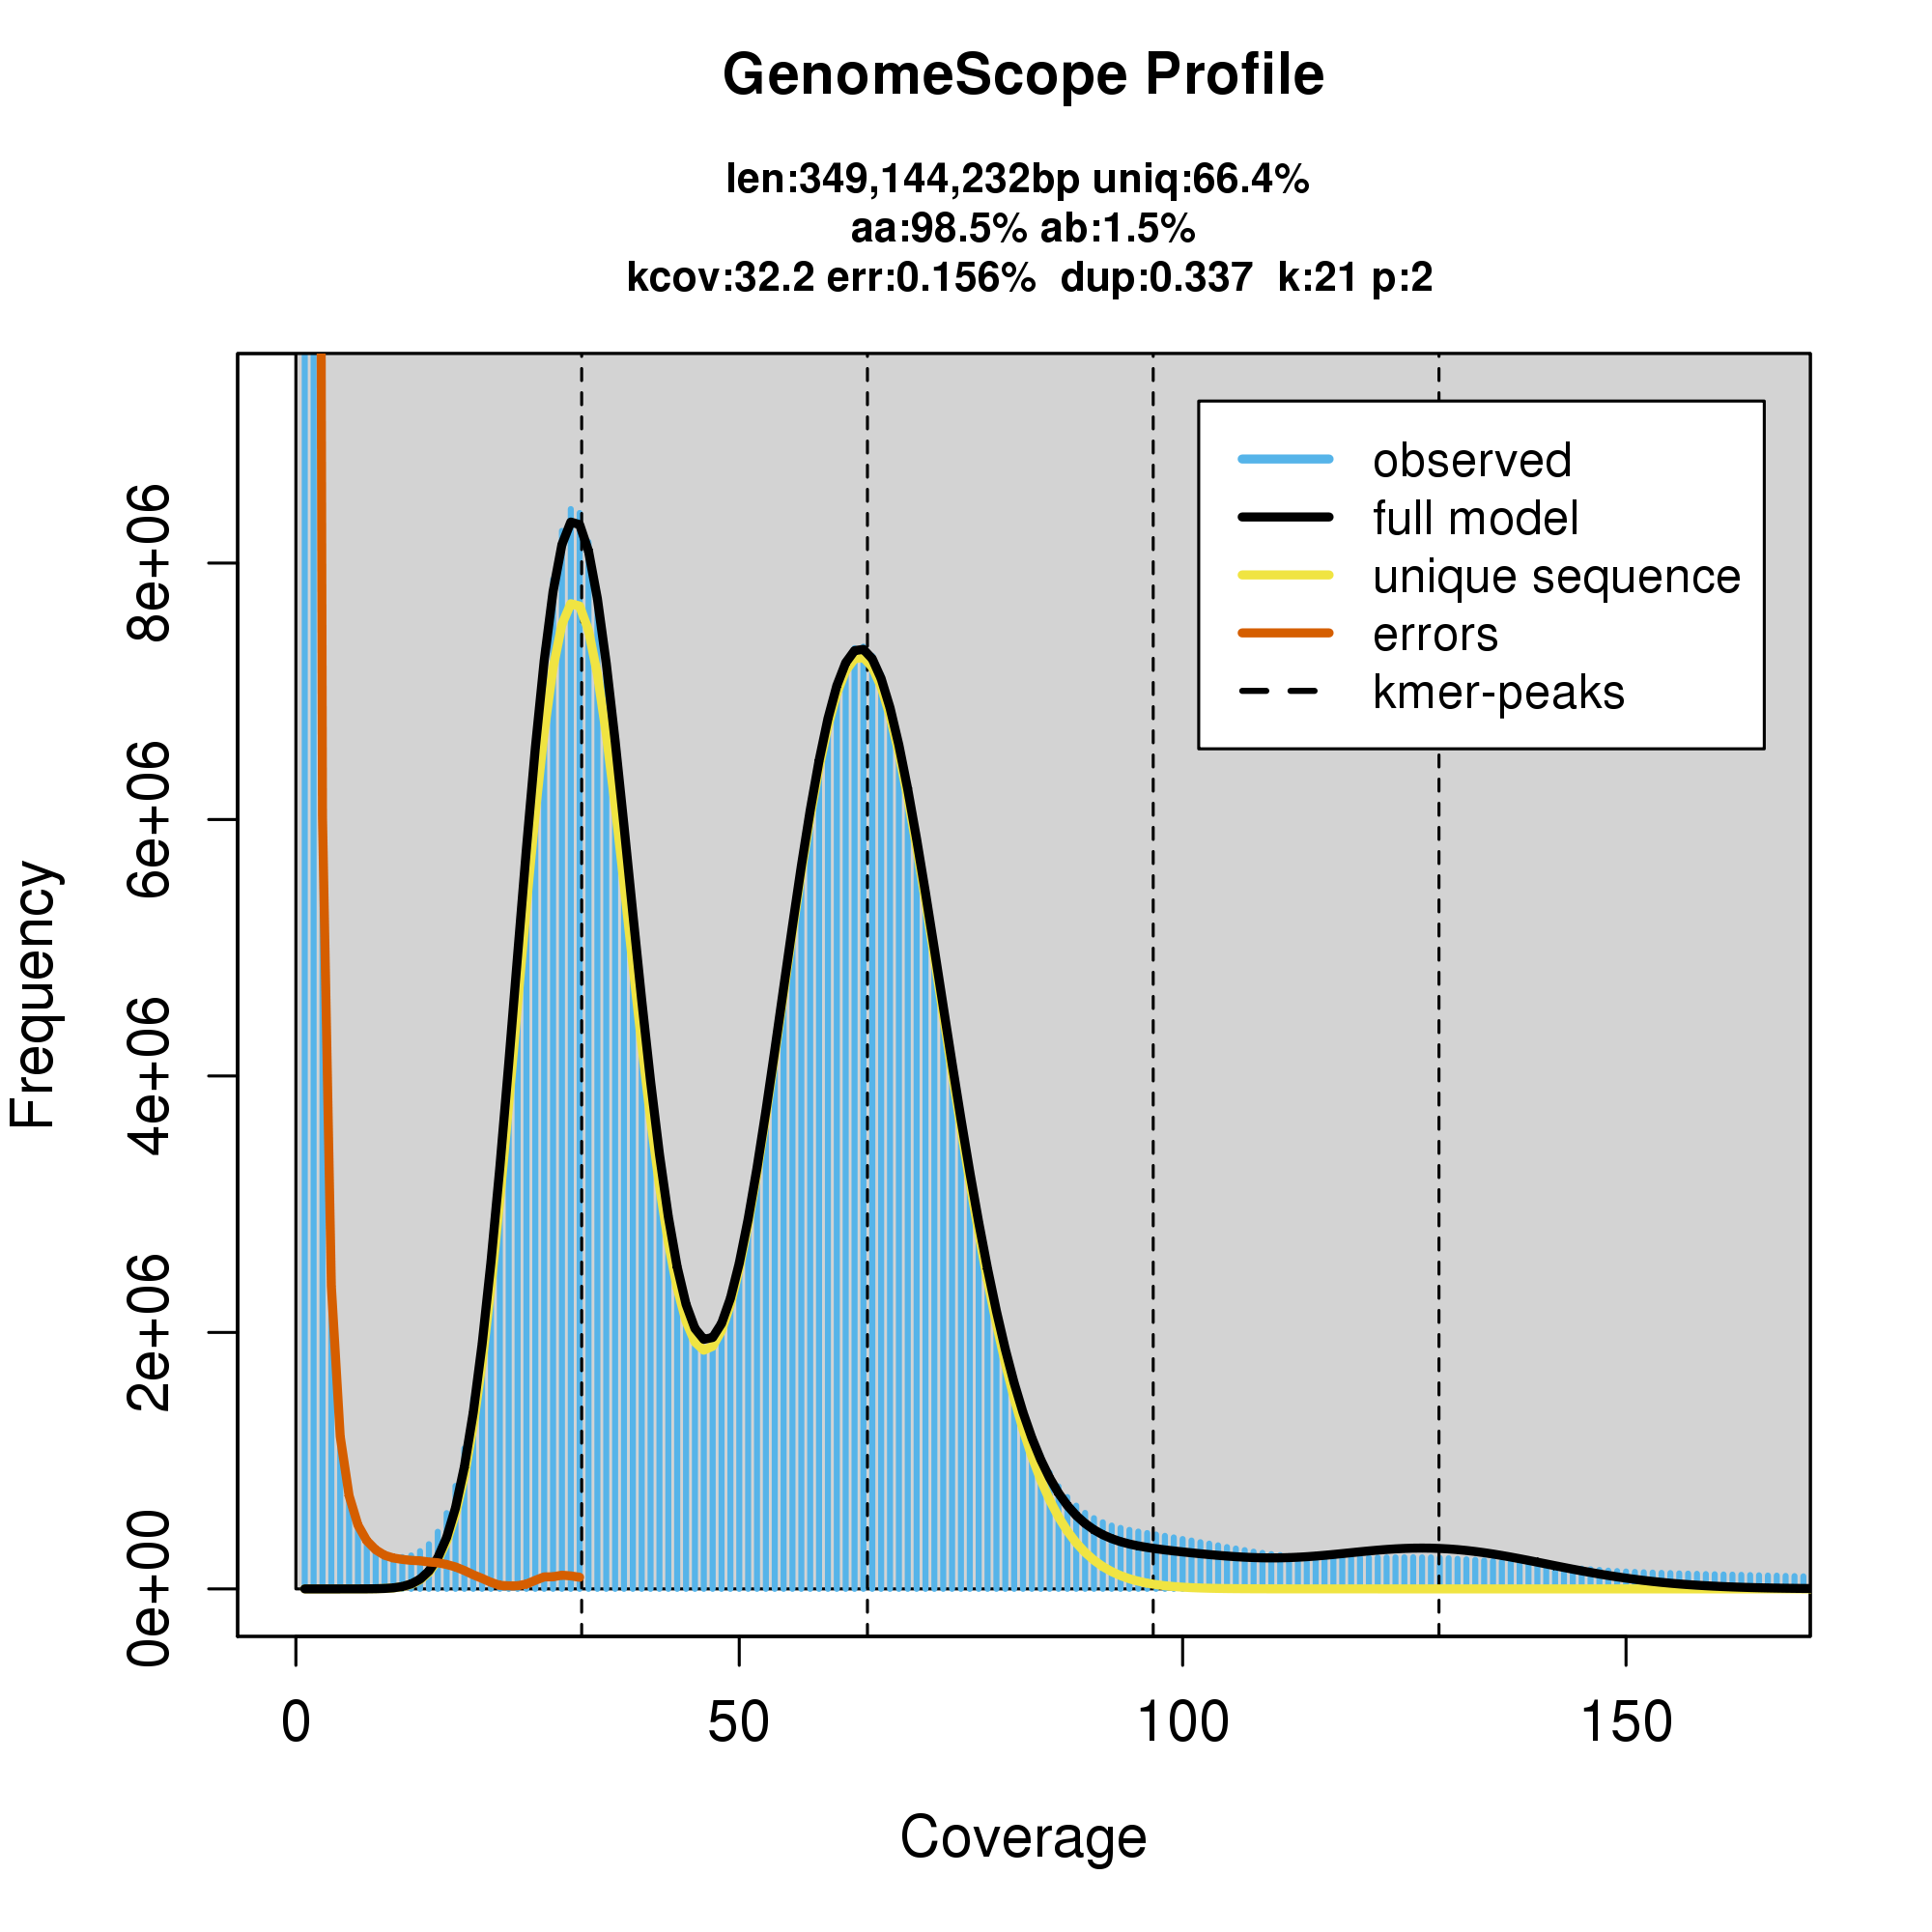 GenomeScope Profile
len:349,144,232bp uniq:66.4%
aa:98.5% ab:1.5%
kcov:32.2 err:0.156%  dup:0.337  k:21 p:2
observed
full model
unique sequence
errors
kmer-peaks
Frequency
8e+06
6e+06
4e+06
2e+06
0e+00
0 50 100 150
Coverage